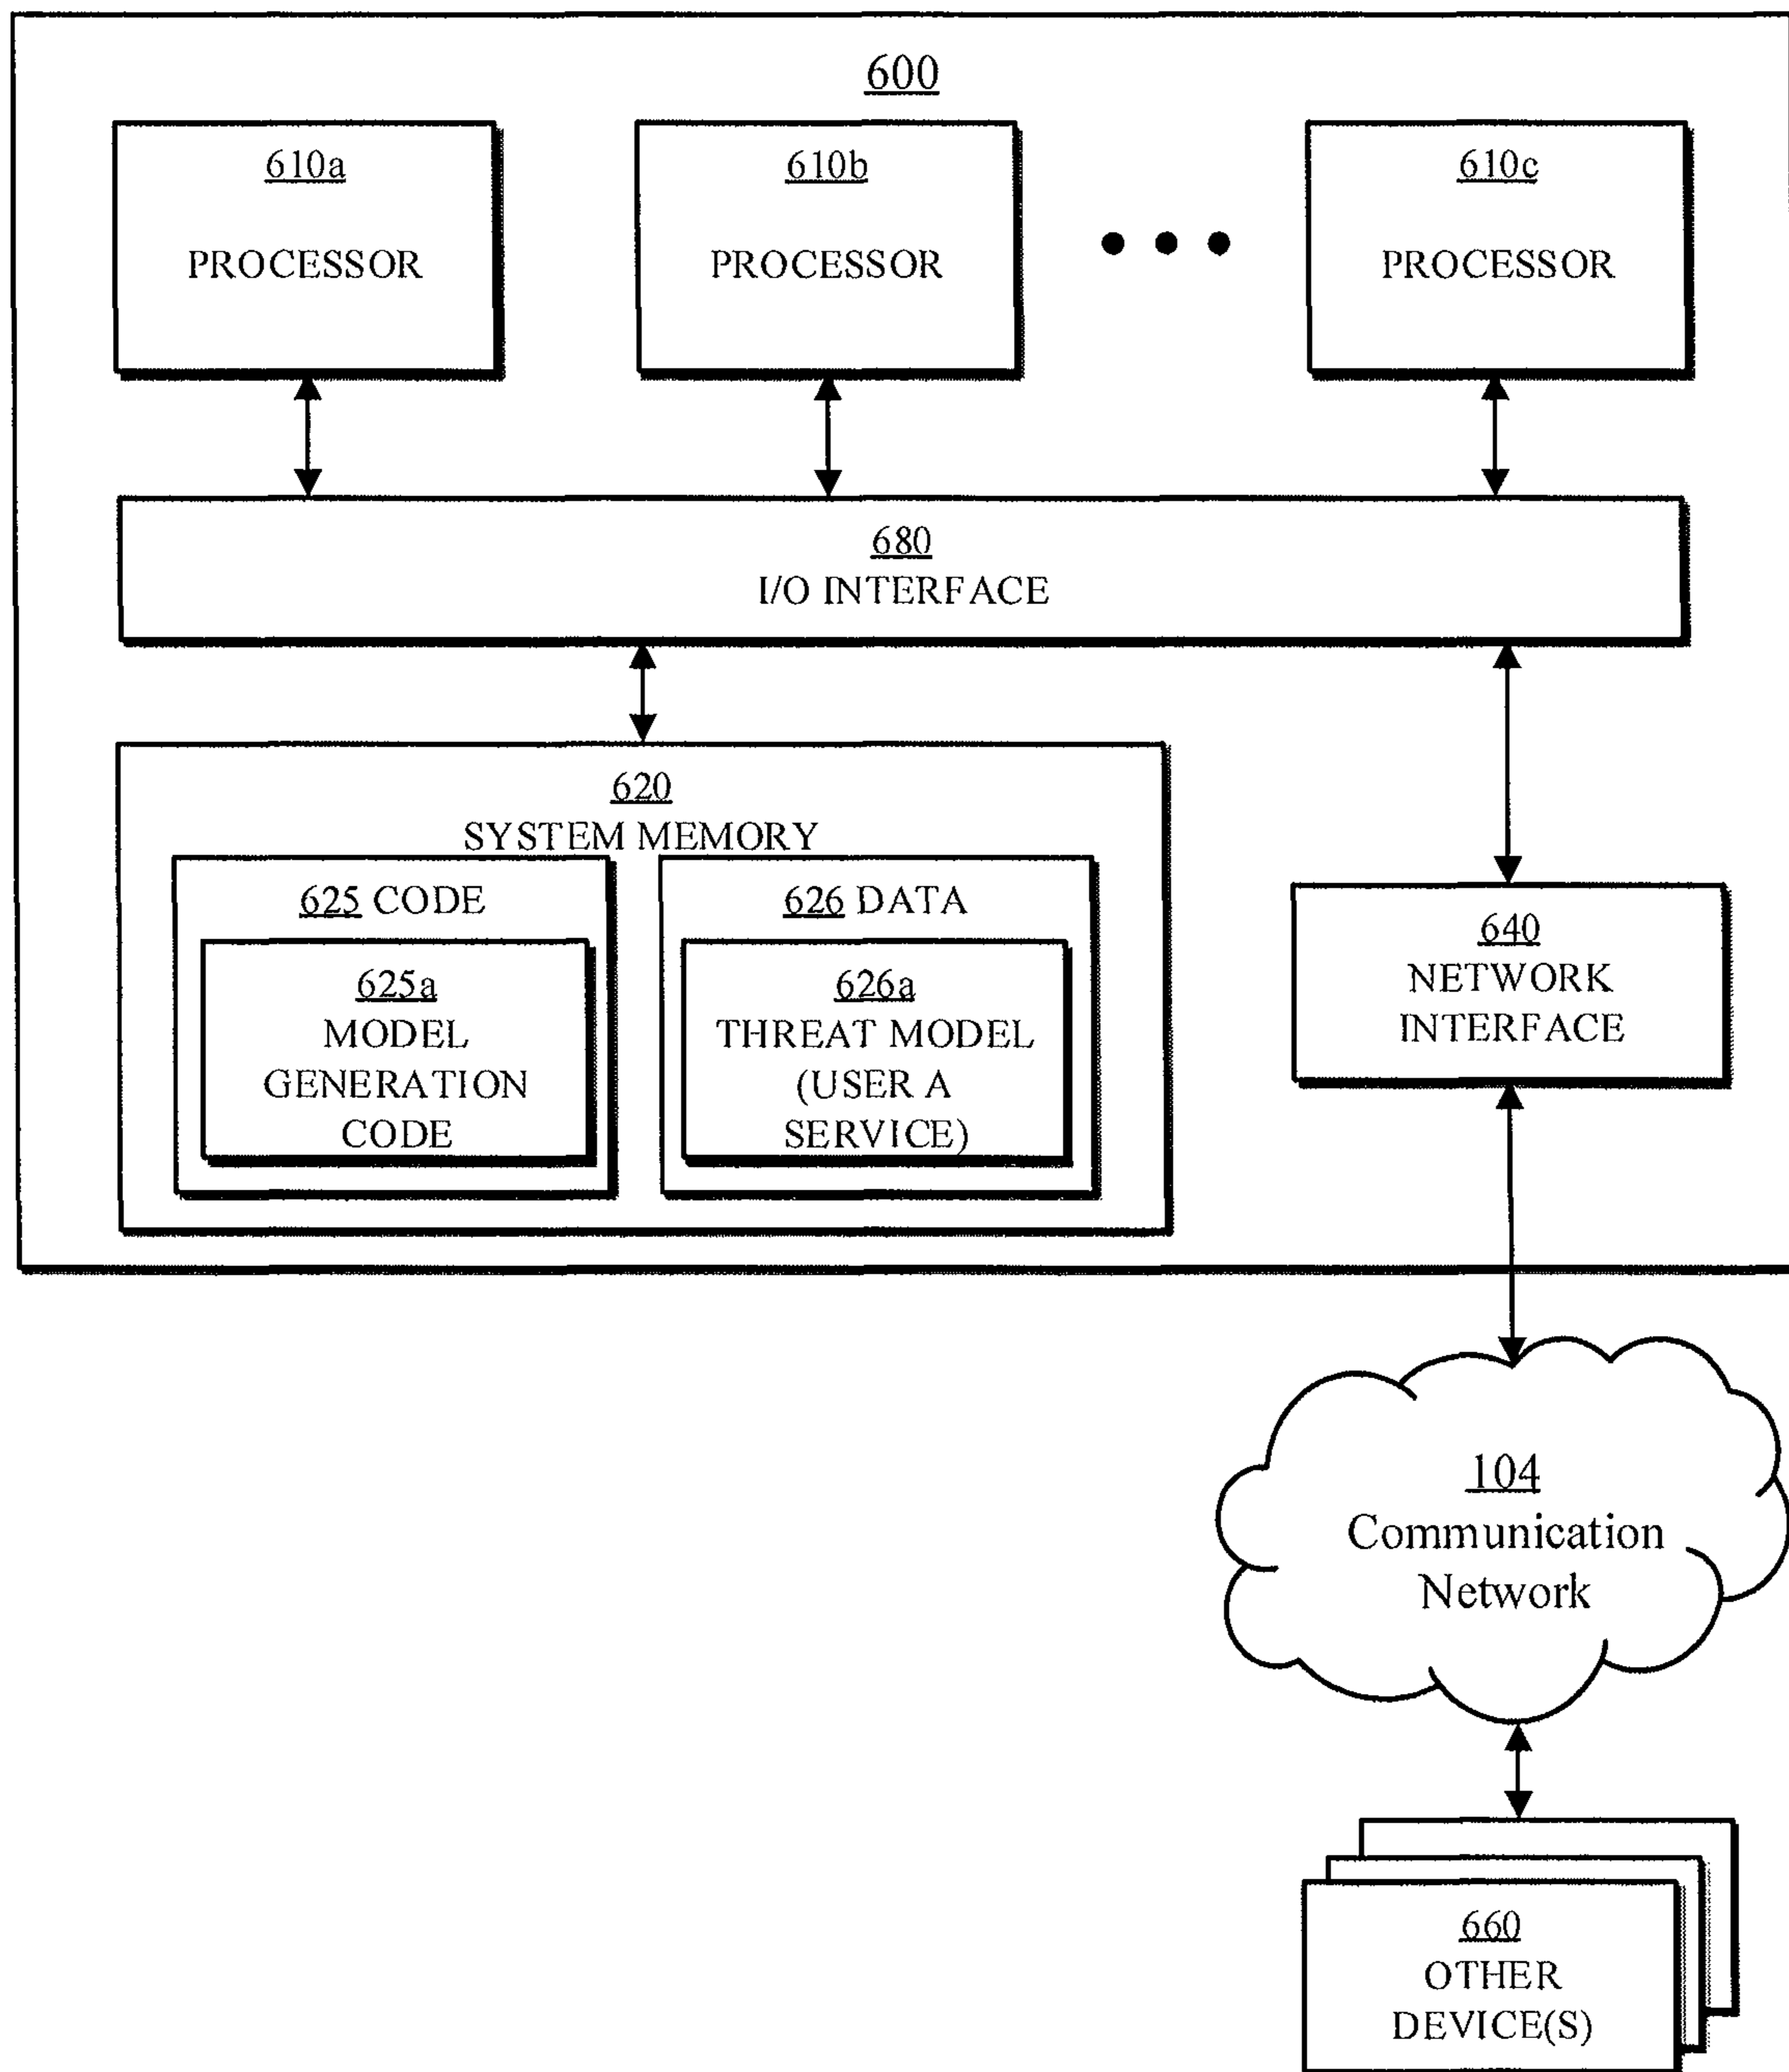 600
610a
PROCESSOR
610b
PROCESSOR
610c
PROCESSOR
680
I/O INTERFACE
620
SYSTEM MEMORY
625 CODE
625a
MODEL
GENERATION
CODE
626 DATA
626a
THREAT MODEL
(USER A
SERVICE)
640
NETWORK
INTERFACE
104
Communication
Network
660
OTHER
DEVICE(S)